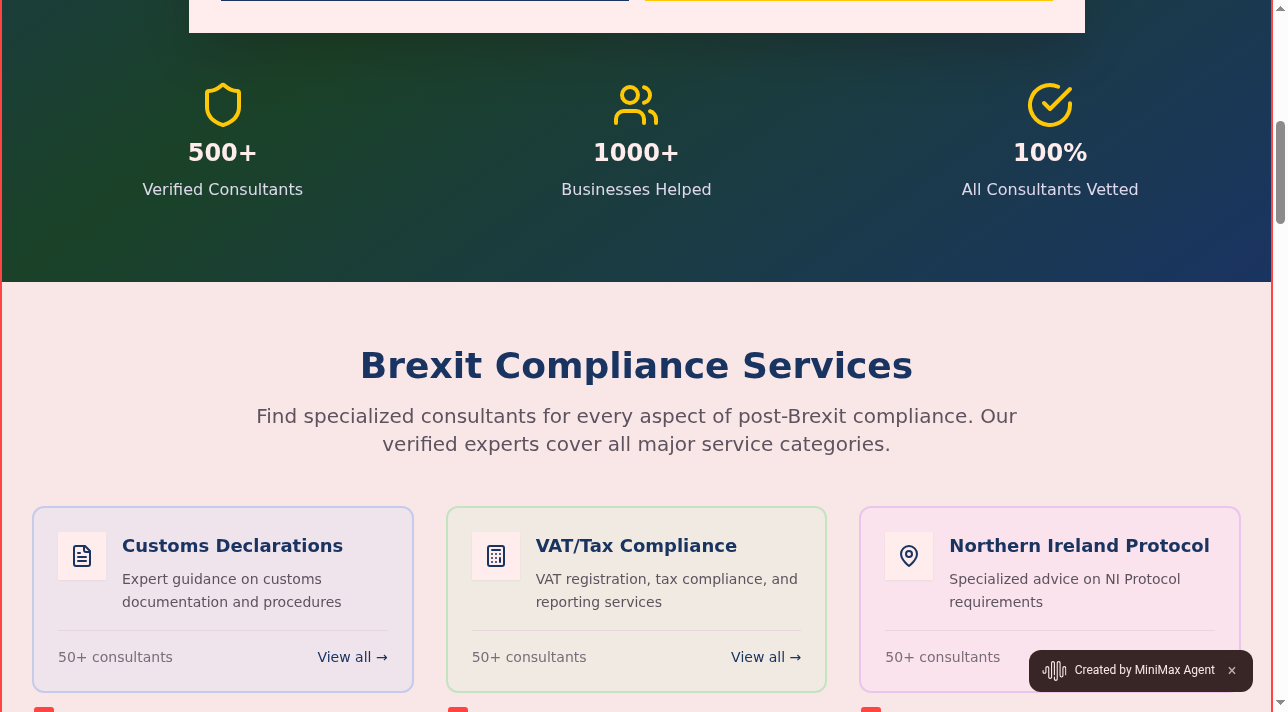 500+
Verified Consultants
1000+
Businesses Helped
100%
All Consultants Vetted
Brexit Compliance Services
Find specialized consultants for every aspect of post-Brexit compliance. Our
verified experts cover all major service categories.
Customs Declarations
Expert guidance on customs
documentation and procedures
50+ consultants
View all →
VAT/Tax Compliance
VAT registration, tax compliance, and
reporting services
50+ consultants
View all →
Northern Ireland Protocol
Specialized advice on NI Protocol
requirements
50+ consultants
Created by MiniMax Agent ×